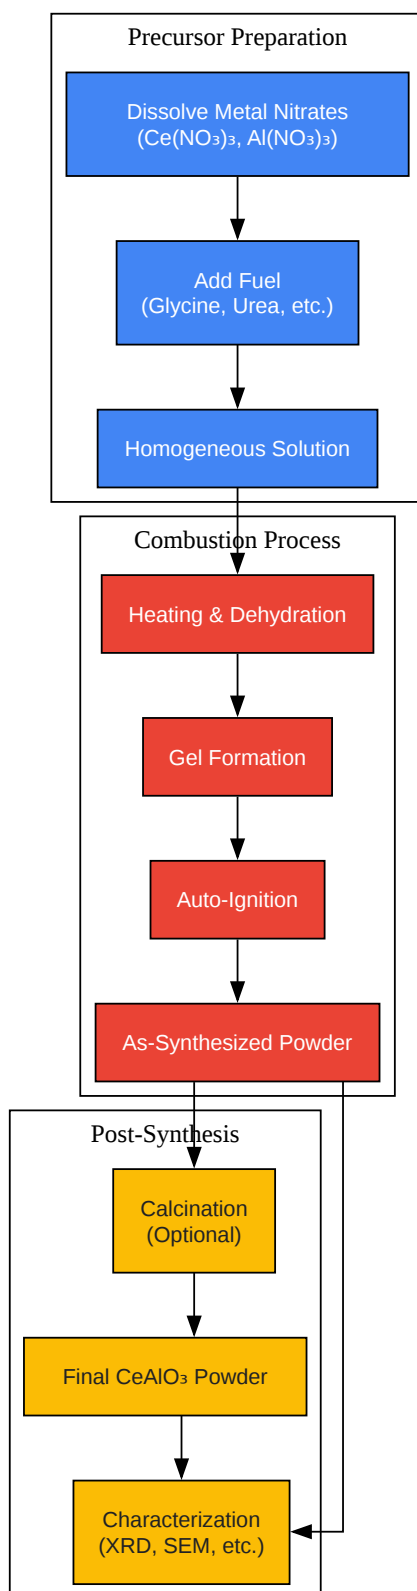 Precursor Preparation
Dissolve Metal Nitrates
(Ce(NO₃)₃, Al(NO₃)₃)
Add Fuel
(Glycine, Urea, etc.)
Homogeneous Solution
Combustion Process
Heating & Dehydration
Gel Formation
Auto-Ignition
As-Synthesized Powder
Post-Synthesis
Calcination
(Optional)
Final CeAlO₃ Powder
Characterization
(XRD, SEM, etc.)